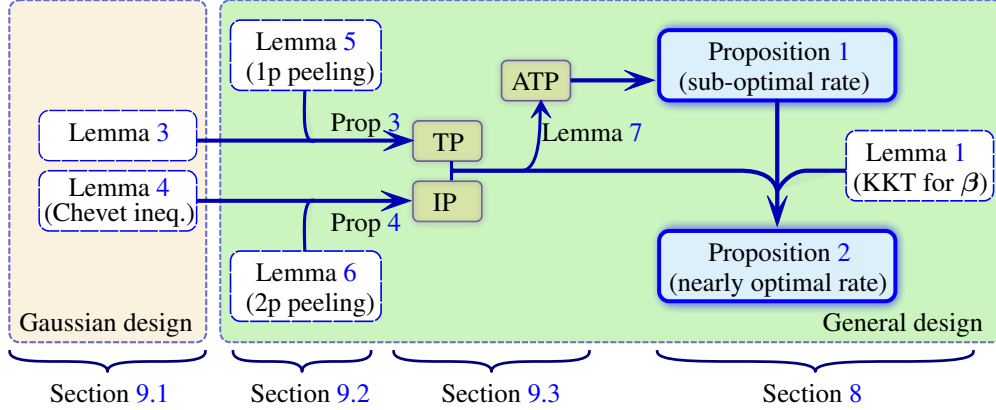 Lemma 5
(1p peeling)
Lemma 3
Prop 3
TP
ATP
Lemma 7
Proposition 1
(sub-optimal rate)
Lemma 4
(Chevet ineq.)
Prop 4
IP
Lemma 1
(KKT for β)
Lemma 6
(2p peeling)
Proposition 2
(nearly optimal rate)
Gaussian design
General design
Section 9.1
Section 9.2
Section 9.3
Section 8